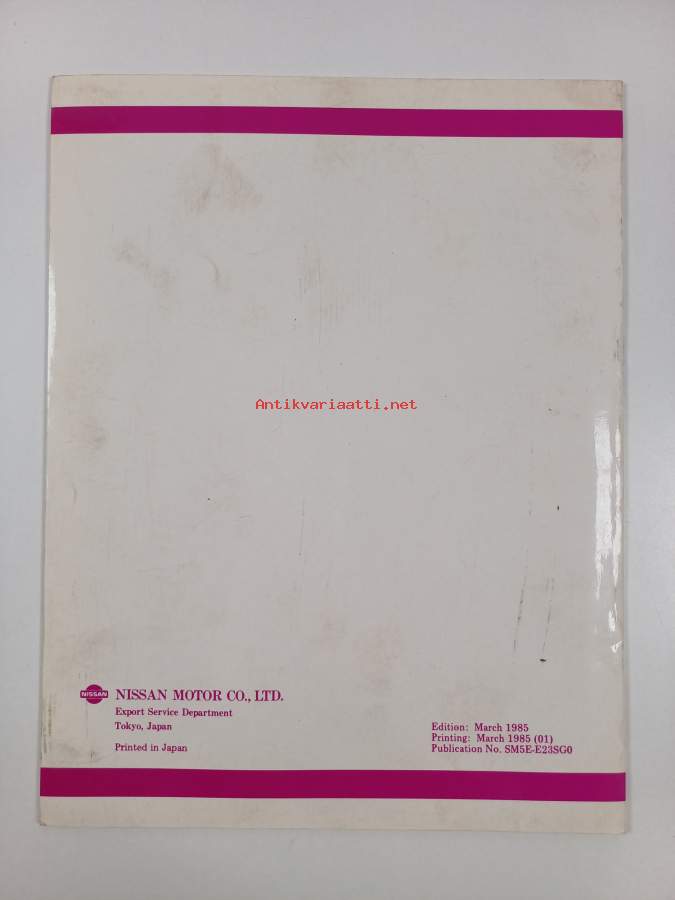 Antikvariaatti.net
NISSAN
NISSAN MOTOR CO., LTD.
Export Service Department
Tokyo, Japan
Printed in Japan
Edition: March 1985
Printing: March 1985 (01)
Publication No. SM5E-E23SG0